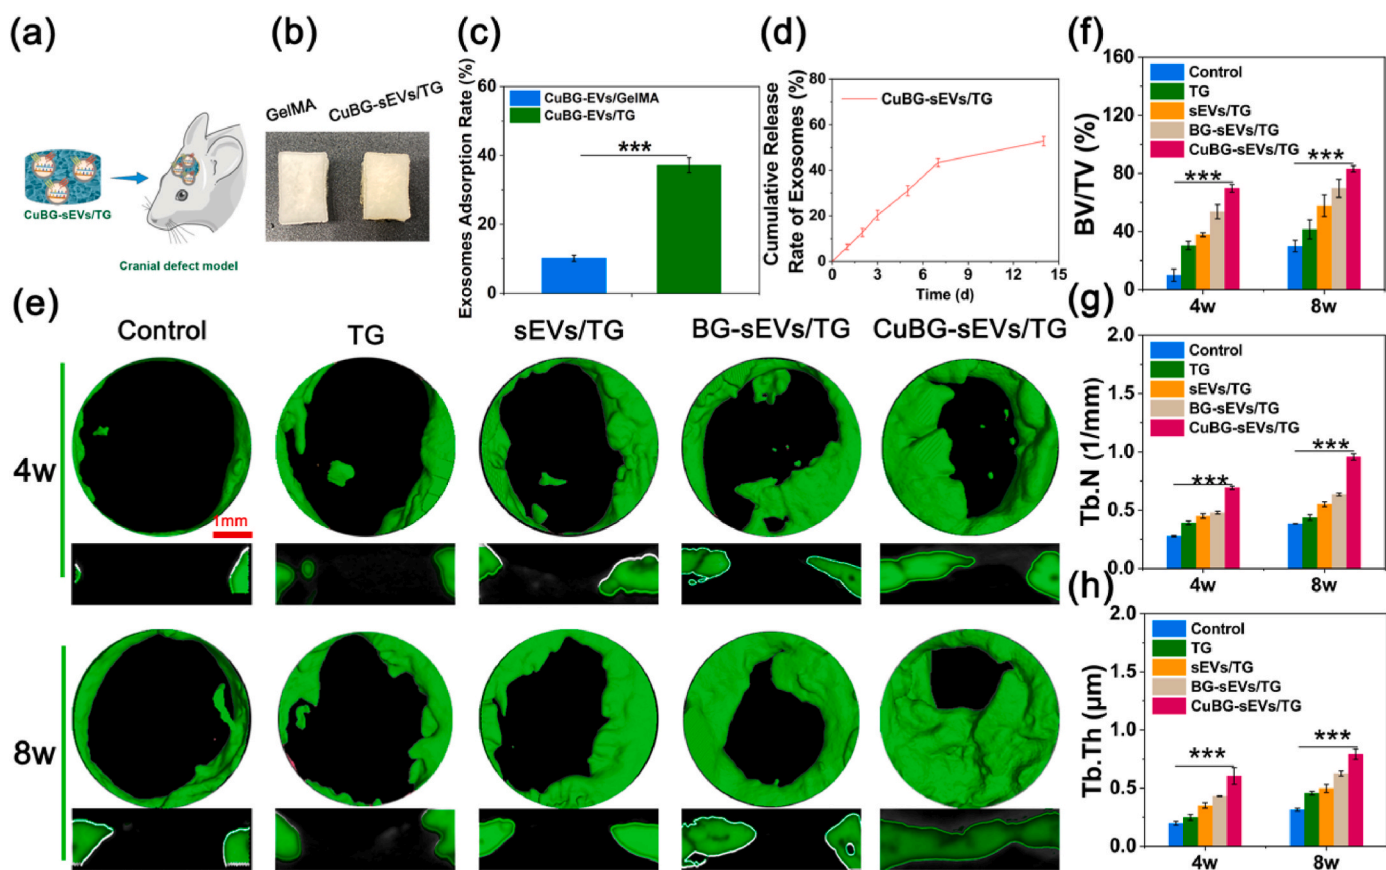 (a)
CuBG-sEVs/TG
Cranial defect model
(b)
GelMA
CuBG-sEVs/TG
(c)
Exosomes Adsorption Rate (%)
60
40
20
0
CuBG-EVs/GelMA
CuBG-EVs/TG
***
(d)
Cumulative Release
Rate of Exosomes (%)
80
60
40
20
0
CuBG-sEVs/TG
0 3 6 9 12 15
Time (d)
(e)
Control
TG
sEVs/TG
BG-sEVs/TG
CuBG-sEVs/TG
4w
1mm
8w
(f)
BV/TV (%)
160
120
80
40
0
Control
TG
sEVs/TG
BG-sEVs/TG
CuBG-sEVs/TG
***
***
4w 8w
(g)
Tb.N (1/mm)
2.0
1.5
1.0
0.5
0.0
Control
TG
sEVs/TG
BG-sEVs/TG
CuBG-sEVs/TG
***
***
4w 8w
(h)
Tb.Th (μm)
2.0
1.5
1.0
0.5
0.0
Control
TG
sEVs/TG
BG-sEVs/TG
CuBG-sEVs/TG
***
***
4w 8w